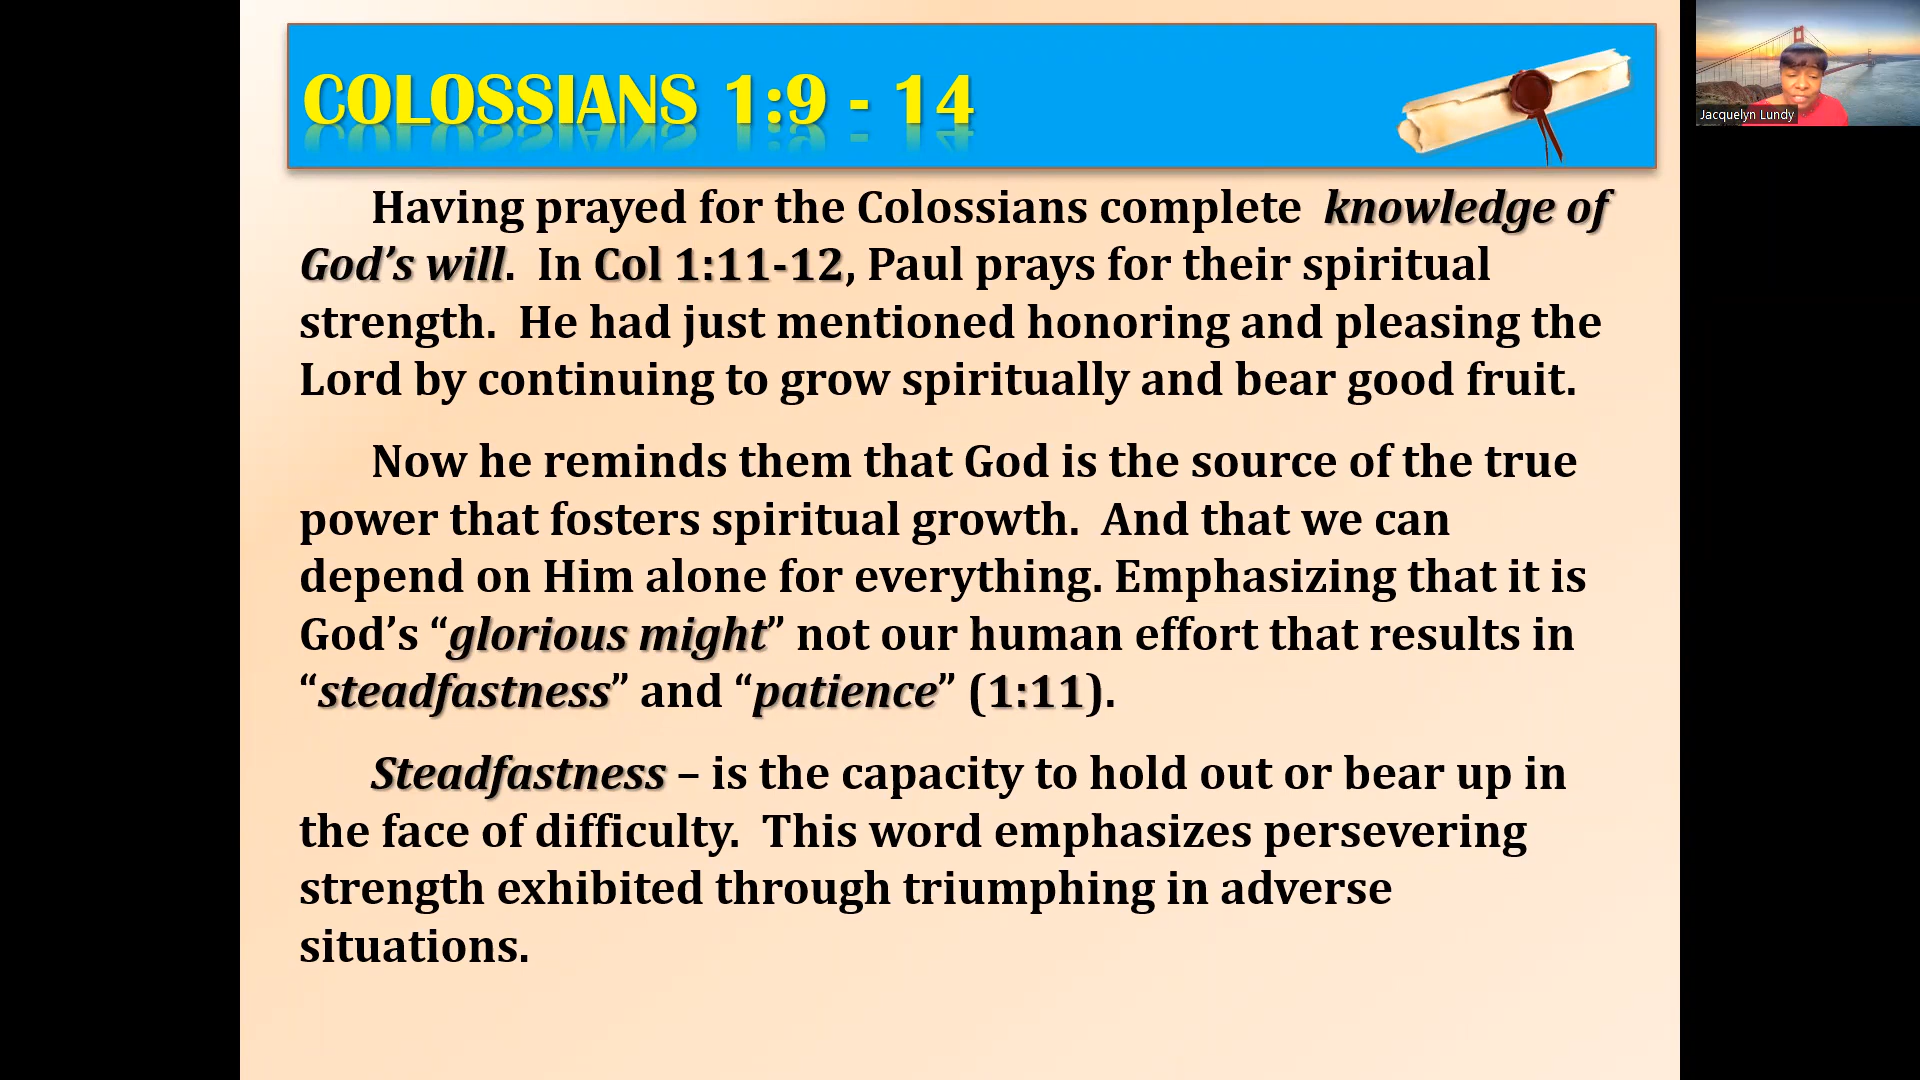 COLOSSIANS 1:9 - 14
Jacquelyn Lundy
Having prayed for the Colossians complete knowledge of
God’s will. In Col 1:11-12, Paul prays for their spiritual
strength. He had just mentioned honoring and pleasing the
Lord by continuing to grow spiritually and bear good fruit.
Now he reminds them that God is the source of the true
power that fosters spiritual growth. And that we can
depend on Him alone for everything. Emphasizing that it is
God’s “glorious might” not our human effort that results in
“steadfastness” and “patience” (1:11).
Steadfastness – is the capacity to hold out or bear up in
the face of difficulty. This word emphasizes persevering
strength exhibited through triumphing in adverse
situations.